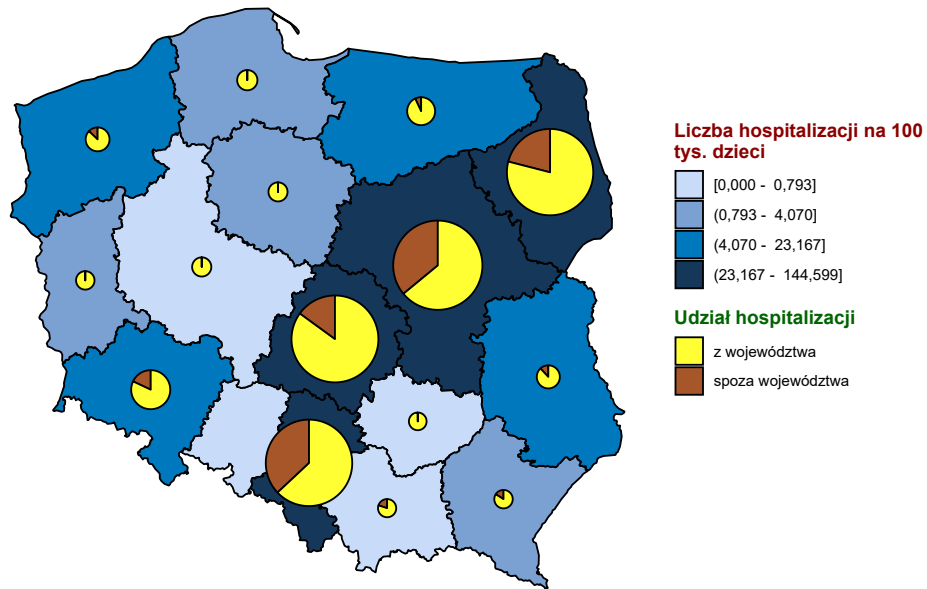 Liczba hospitalizacji na 100
tys. dzieci
[0,000 - 0,793]
(0,793 - 4,070]
(4,070 - 23,167]
(23,167 - 144,599]
Udział hospitalizacji
z województwa
spoza województwa